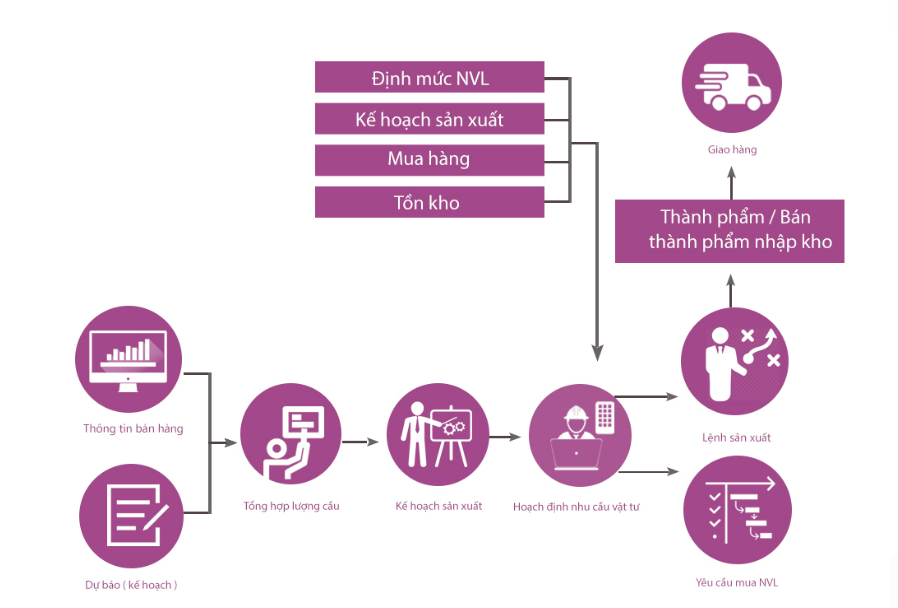 Định mức NVL
Kế hoạch sản xuất
Mua hàng
Tồn kho
Giao hàng
Thành phẩm / Bán
thành phẩm nhập kho
Thông tin bán hàng
Tổng hợp lượng cầu
Kế hoạch sản xuất
Hoạch định nhu cầu vật tư
Lệnh sản xuất
Dự báo ( kế hoạch )
Yêu cầu mua NVL